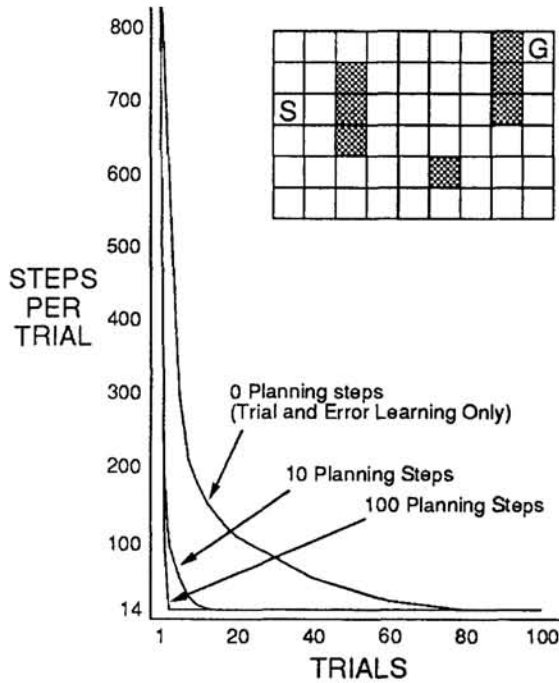 800
700
600
500
400
300
200
100
14
STEPS
PER
TRIAL
G
S
0 Planning steps
(Trial and Error Learning Only)
10 Planning Steps
100 Planning Steps
1 20 40 60 80 100
TRIALS